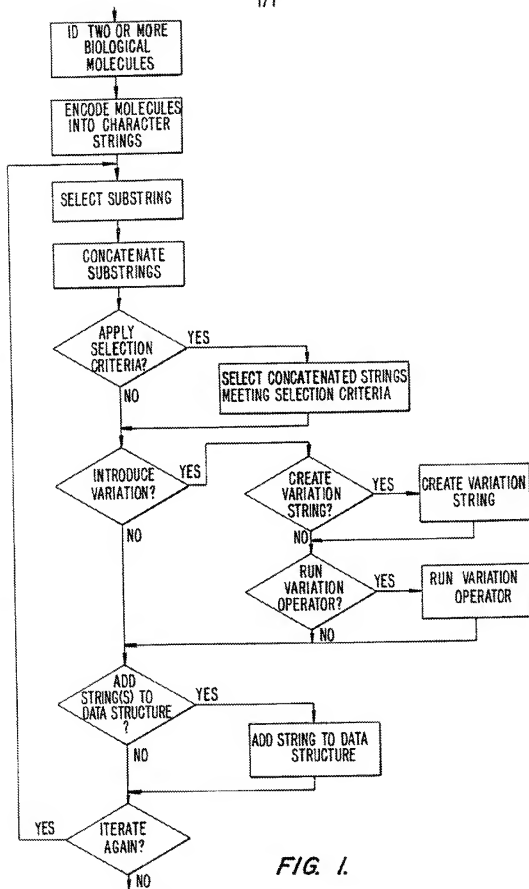 1/1
ID TWO OR MORE
BIOLOGICAL
MOLECULES
ENCODE MOLECULES
INTO CHARACTER
STRINGS
SELECT SUBSTRING
CONCATENATE
SUBSTRINGS
APPLY
SELECTION
CRITERIA?
YES
NO
SELECT CONCATENATED STRINGS
MEETING SELECTION CRITERIA
INTRODUCE
VARIATION?
YES
NO
CREATE
VARIATION
STRING?
YES
NO
CREATE VARIATION
STRING
RUN
VARIATION
OPERATOR?
YES
NO
RUN VARIATION
OPERATOR
ADD
STRING(S) TO
DATA STRUCTURE
?
YES
NO
ADD STRING TO DATA
STRUCTURE
YES
ITERATE
AGAIN?
NO
FIG. 1.